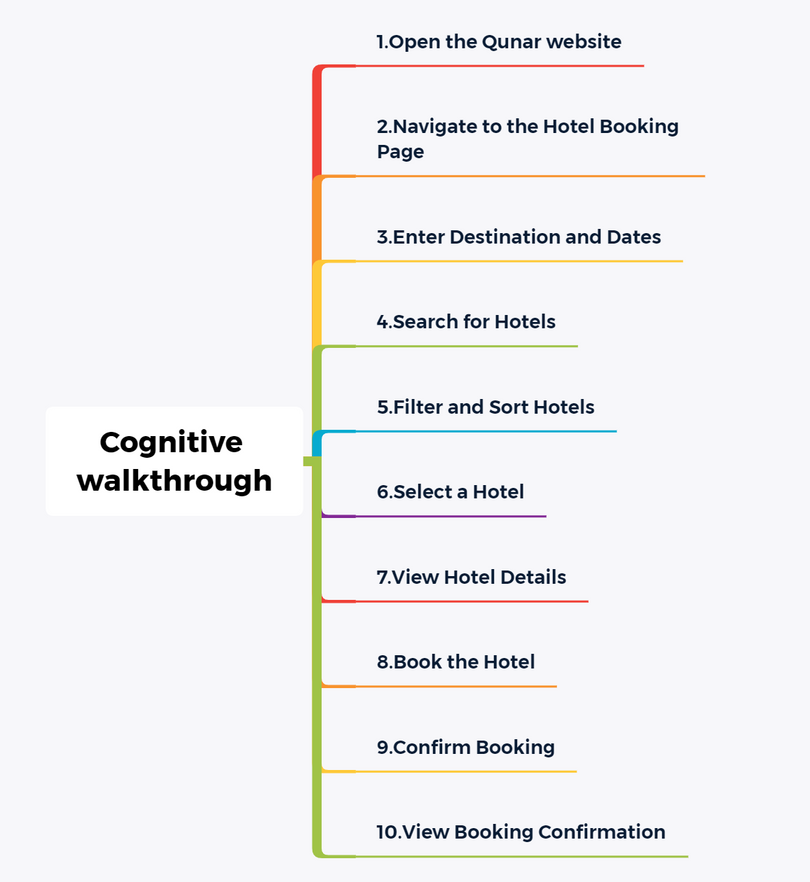 1.Open the Qunar website
2.Navigate to the Hotel Booking
Page
3.Enter Destination and Dates
4.Search for Hotels
5.Filter and Sort Hotels
Cognitive
walkthrough
6.Select a Hotel
7.View Hotel Details
8.Book the Hotel
9.Confirm Booking
10.View Booking Confirmation